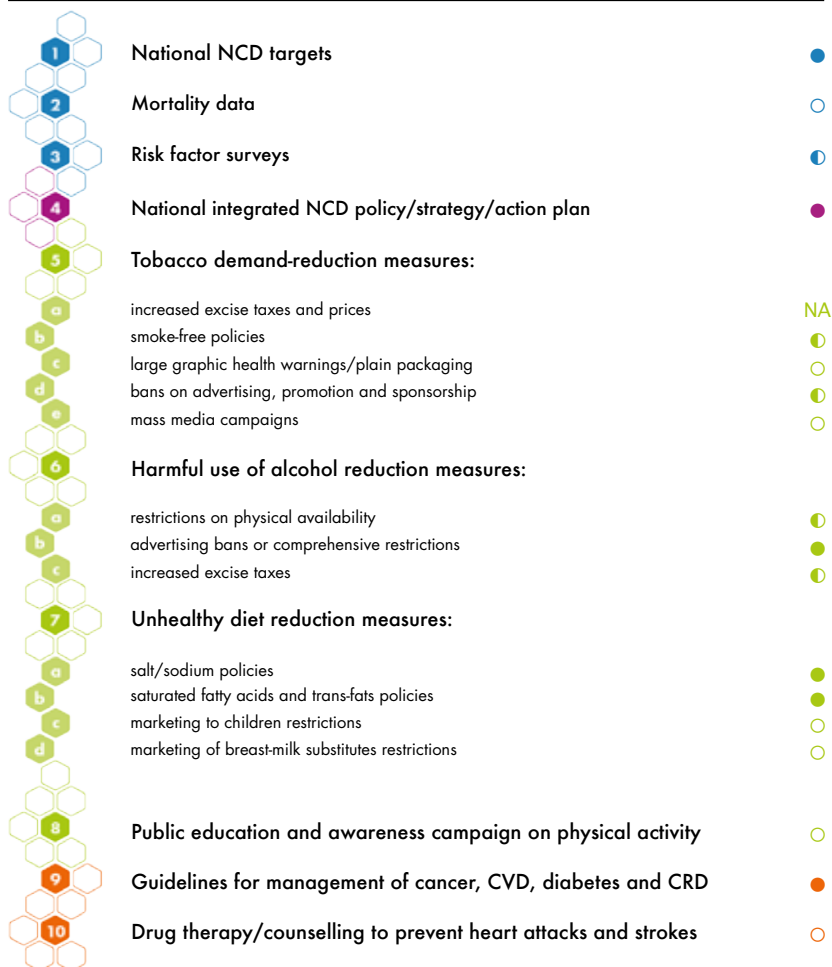 1 National NCD targets ●
2 Mortality data ○
3 Risk factor surveys ◐
4 National integrated NCD policy/strategy/action plan ●
5 Tobacco demand-reduction measures:
a increased excise taxes and prices NA
b smoke-free policies ◐
c large graphic health warnings/plain packaging ○
d bans on advertising, promotion and sponsorship ◐
e mass media campaigns ○
6 Harmful use of alcohol reduction measures:
a restrictions on physical availability ◐
b advertising bans or comprehensive restrictions ●
c increased excise taxes ◐
7 Unhealthy diet reduction measures:
a salt/sodium policies ●
b saturated fatty acids and trans-fats policies ●
c marketing to children restrictions ○
d marketing of breast-milk substitutes restrictions ○
8 Public education and awareness campaign on physical activity ○
9 Guidelines for management of cancer, CVD, diabetes and CRD ●
10 Drug therapy/counselling to prevent heart attacks and strokes ○